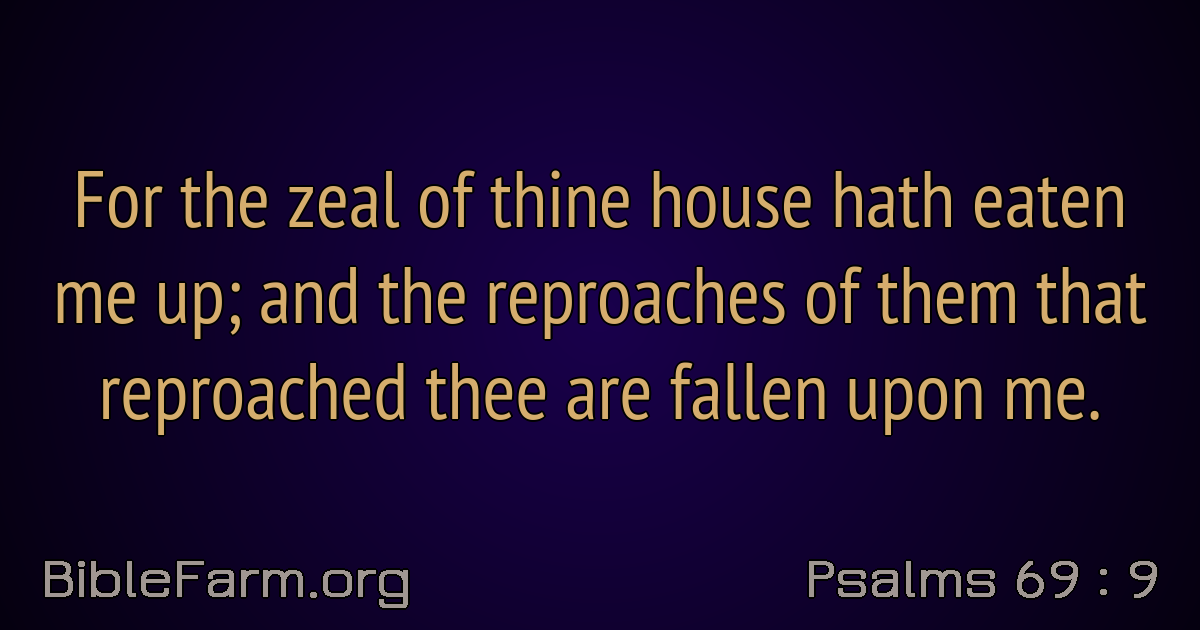 For the zeal of thine house hath eaten
me up; and the reproaches of them that
reproached thee are fallen upon me.
BibleFarm.org
Psalms 69 : 9